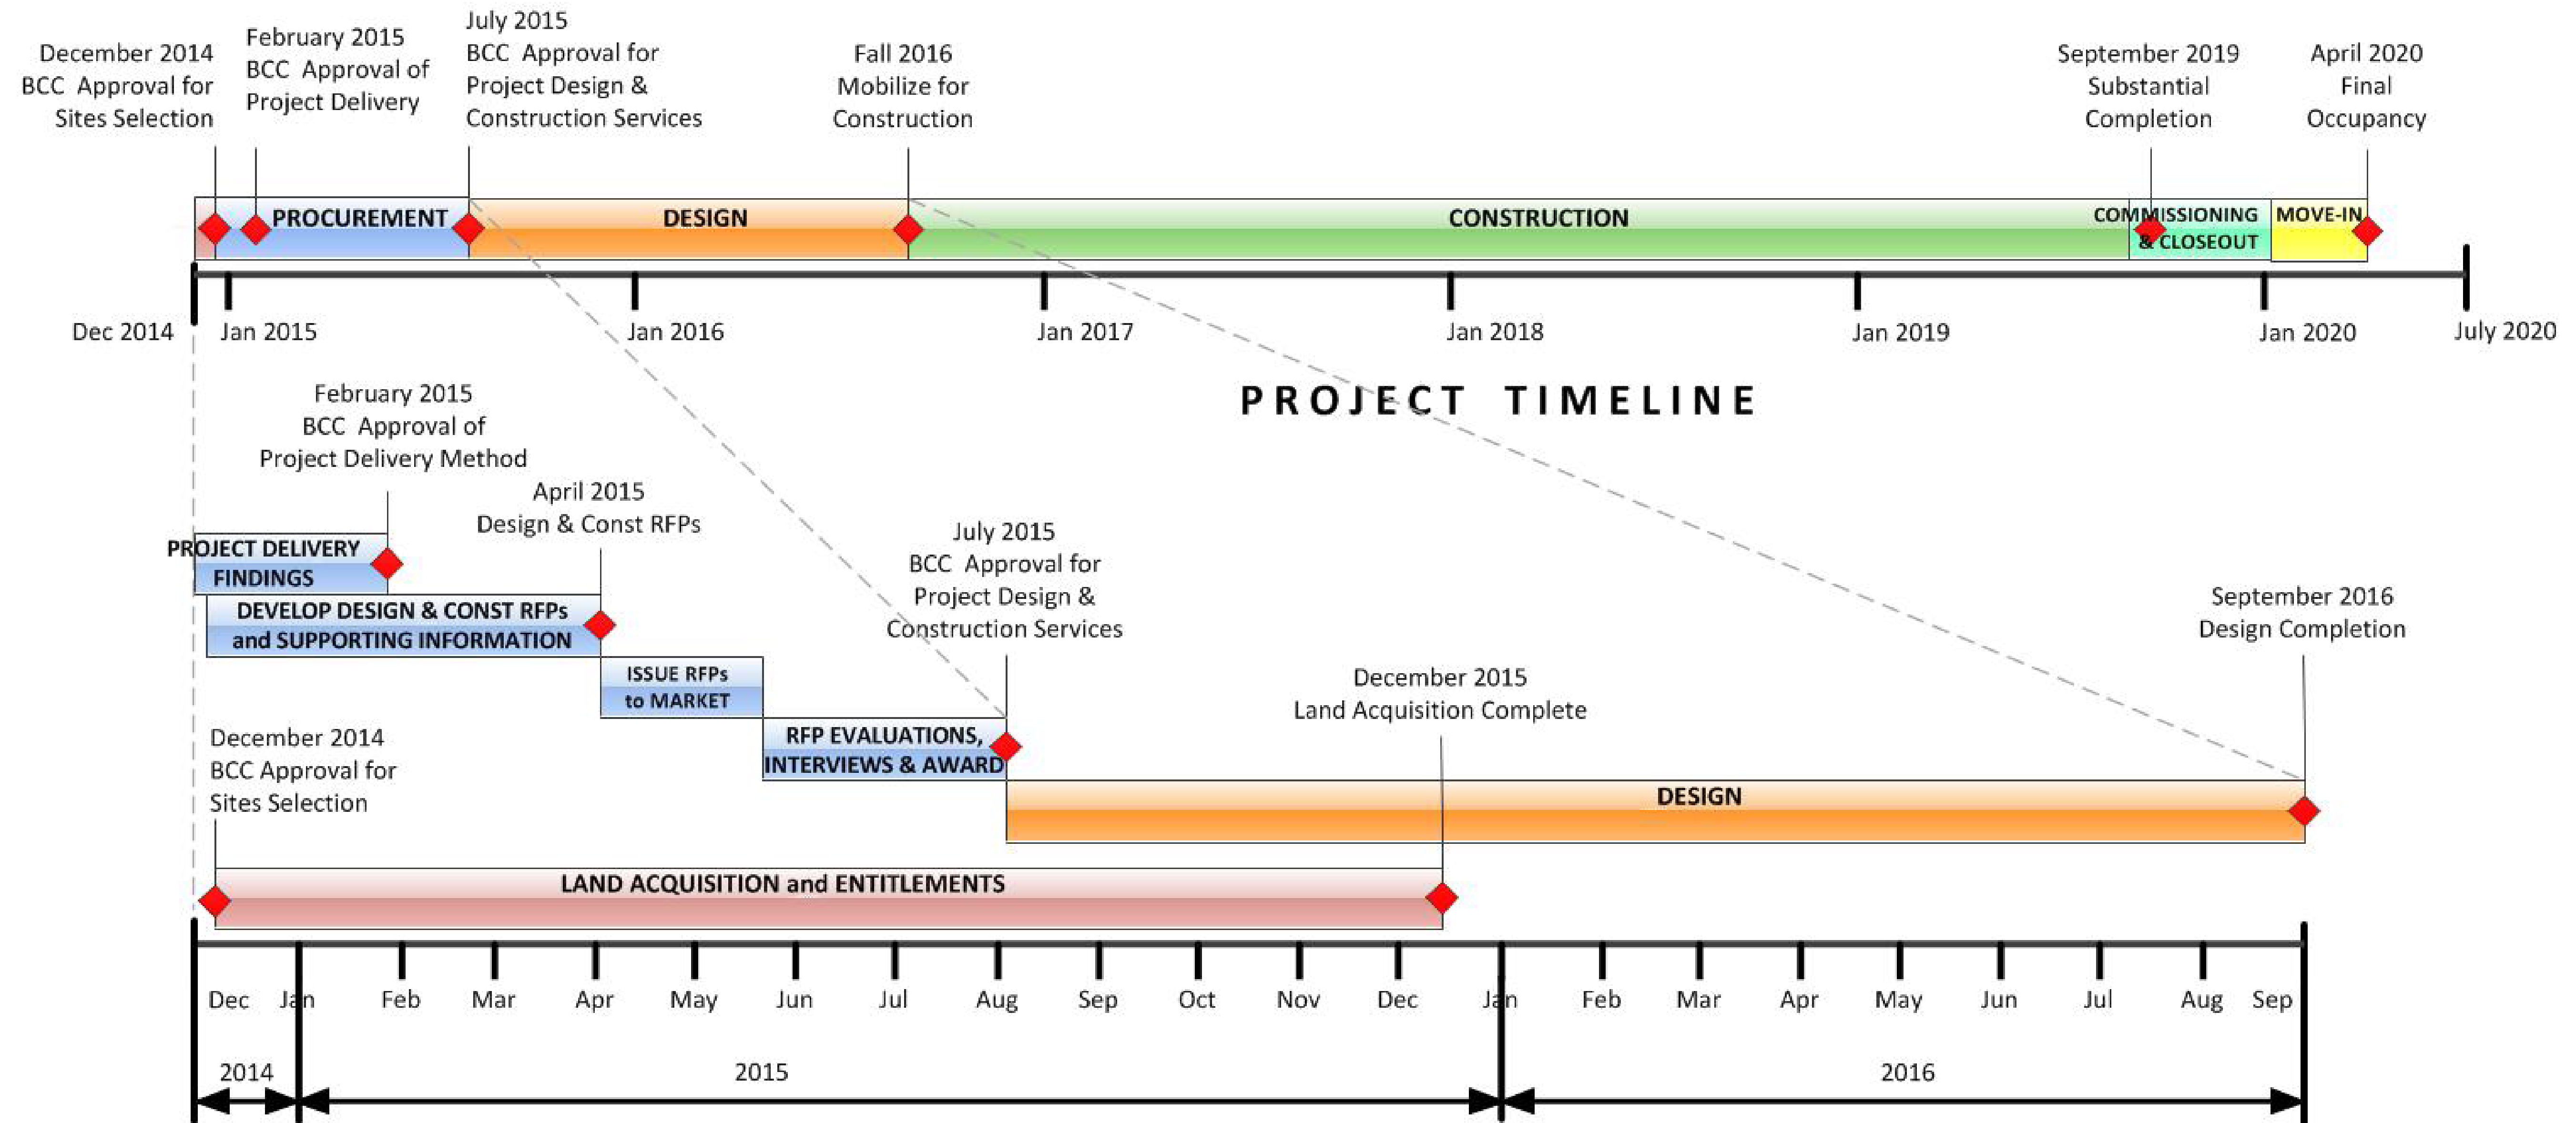 December 2014
BCC  Approval for
Sites Selection
February 2015
BCC  Approval of
Project Delivery
July 2015
BCC  Approval for
Project Design &
Construction Services
Fall 2016
Mobilize for
Construction
September 2019
Substantial
Completion
April 2020
Final
Occupancy
PROCUREMENT
DESIGN
CONSTRUCTION
COMMISSIONING
& CLOSEOUT
MOVE-IN
Dec 2014
Jan 2015
Jan 2016
Jan 2017
Jan 2018
Jan 2019
Jan 2020
July 2020
PROJECT TIMELINE
February 2015
BCC  Approval of
Project Delivery Method
April 2015
Design & Const RFPs
July 2015
BCC  Approval for
Project Design &
Construction Services
September 2016
Design Completion
PROJECT DELIVERY
FINDINGS
DEVELOP DESIGN & CONST RFPs
and SUPPORTING INFORMATION
ISSUE RFPs
to MARKET
December 2015
Land Acquisition Complete
RFP EVALUATIONS,
INTERVIEWS & AWARD
December 2014
BCC Approval for
Sites Selection
DESIGN
LAND ACQUISITION and ENTITLEMENTS
Dec Jan Feb Mar Apr May Jun Jul Aug Sep Oct Nov Dec Jan Feb Mar Apr May Jun Jul Aug Sep
2014 2015 2016